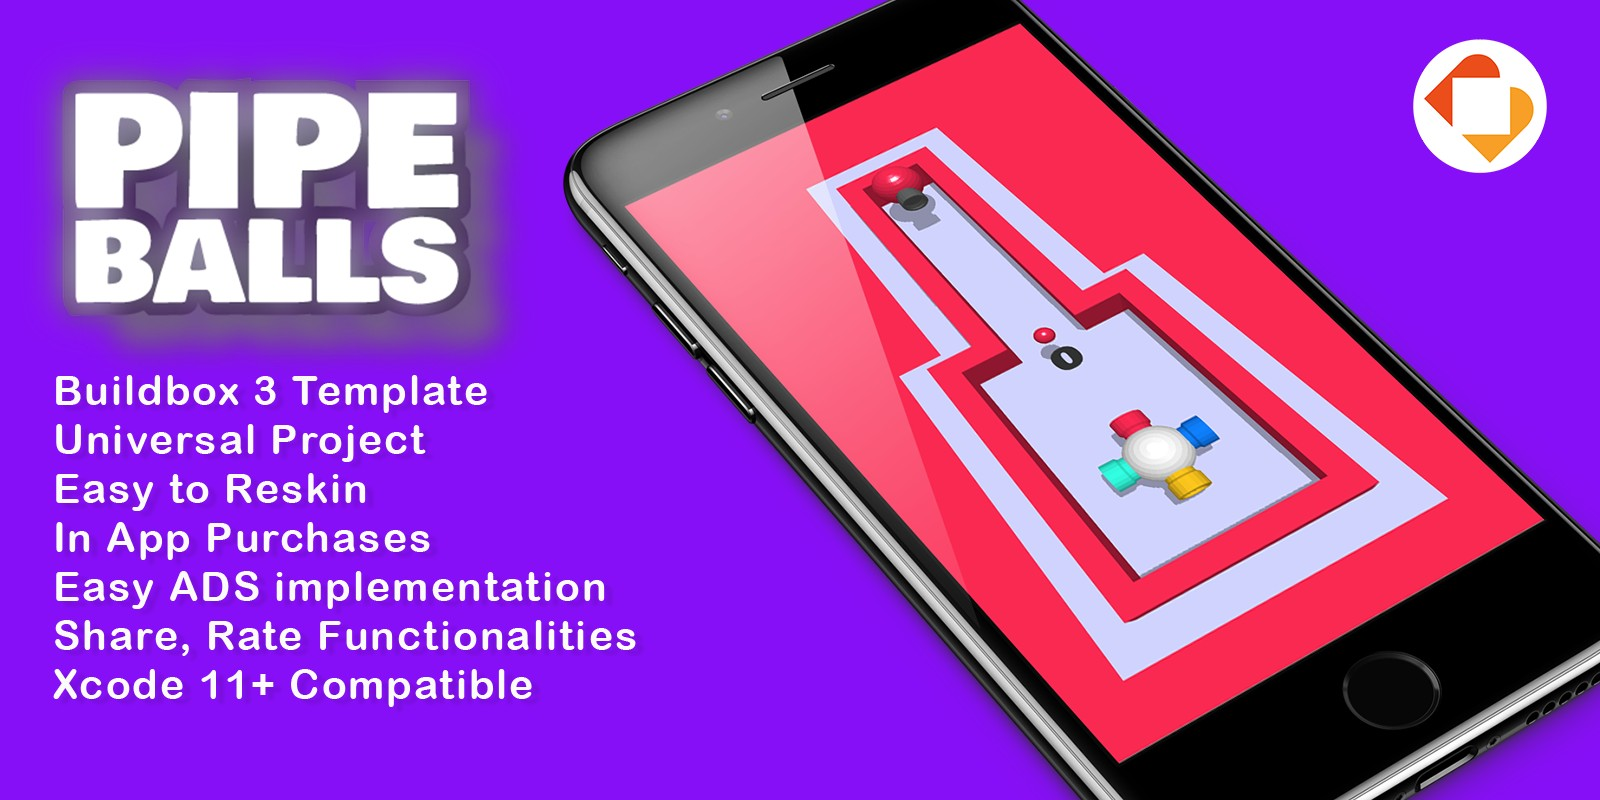 PIPE
BALLS
Buildbox 3 Template
Universal Project
Easy to Reskin
In App Purchases
Easy ADS implementation
Share, Rate Functionalities
Xcode 11+ Compatible
0